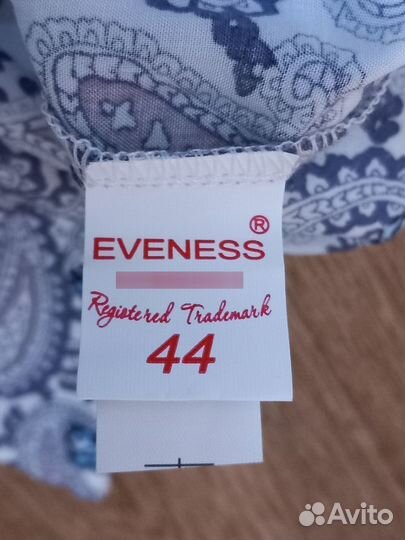 EVENESS ®
Registered Trademark
44
Avito